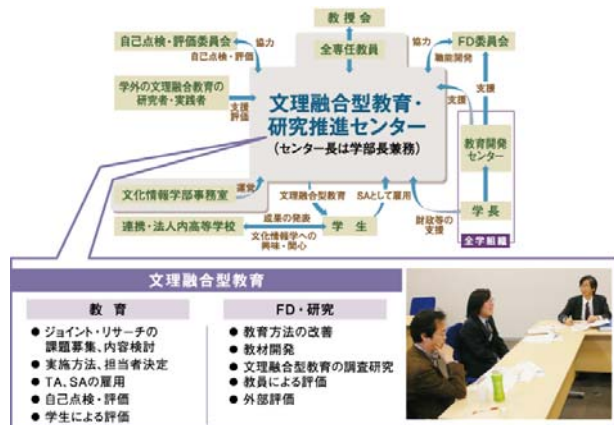 教授会
自己点検・評価委員会
協力
自己点検・評価
全専任教員
協力
職能開発
FD委員会
学外の文理融合教育の
研究者・実践者
支援
評価
文理融合型教育・
研究推進センター
(センター長は学部長兼務)
支援
支援
教育開発
センター
文化情報学部事務室
運営
文理融合型教育
SAとして雇用
学長
連携・法人内高等学校
成果の発表
文化情報学への
興味・関心
学生
財政等の
支援
全学組織
文理融合型教育
教育
● ジョイント・リサーチの
課題募集、内容検討
● 実施方法、担当者決定
● TA、SAの雇用
● 自己点検・評価
● 学生による評価
FD・研究
● 教育方法の改善
● 教材開発
● 文理融合型教育の調査研究
● 教員による評価
● 外部評価